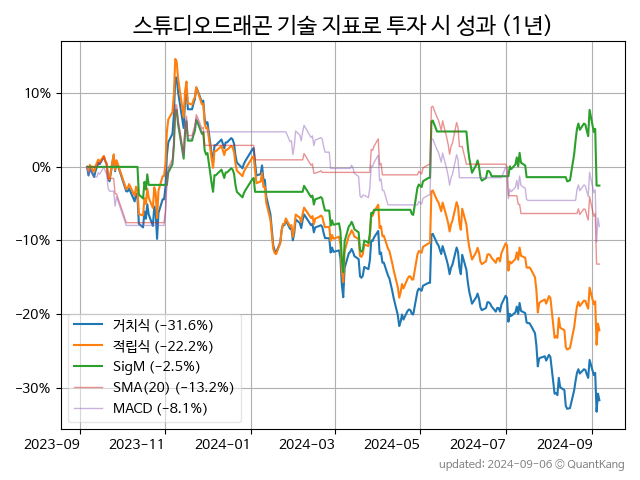 스튜디오드래곤 기술 지표로 투자 시 성과 (1년)
10%
0%
−10%
−20%
−30%
거치식 (−31.6%)
적립식 (−22.2%)
SigM (−2.5%)
SMA(20) (−13.2%)
MACD (−8.1%)
2023−09 2023−11 2024−01 2024−03 2024−05 2024−07 2024−09
updated: 2024−09−06 © QuantKang